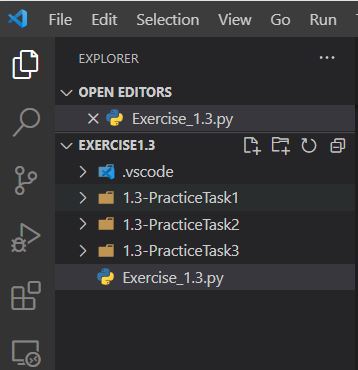 File Edit Selection View Go Run
EXPLORER
OPEN EDITORS
Exercise_1.3.py
EXERCISE1.3
.vscode
1.3-PracticeTask1
1.3-PracticeTask2
1.3-PracticeTask3
Exercise_1.3.py